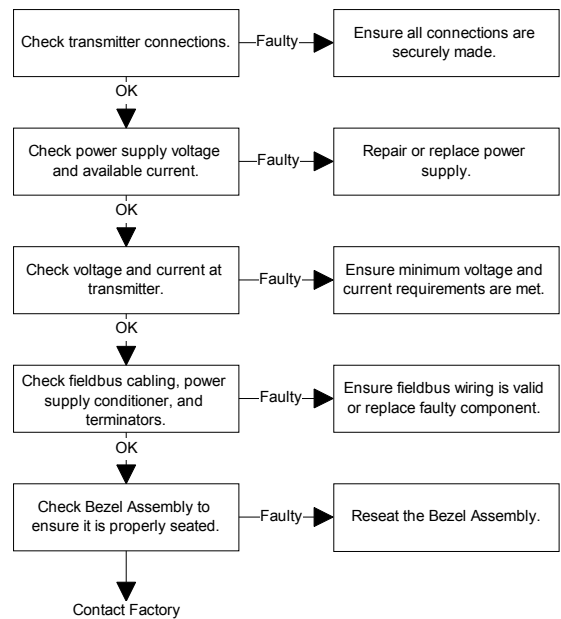 Check transmitter connections.
Faulty
Ensure all connections are
securely made.
OK
Check power supply voltage
and available current.
Faulty
Repair or replace power
supply.
OK
Check voltage and current at
transmitter.
Faulty
Ensure minimum voltage and
current requirements are met.
OK
Check fieldbus cabling, power
supply conditioner, and
terminators.
Faulty
Ensure fieldbus wiring is valid
or replace faulty component.
OK
Check Bezel Assembly to
ensure it is properly seated.
Faulty
Reseat the Bezel Assembly.
Contact Factory